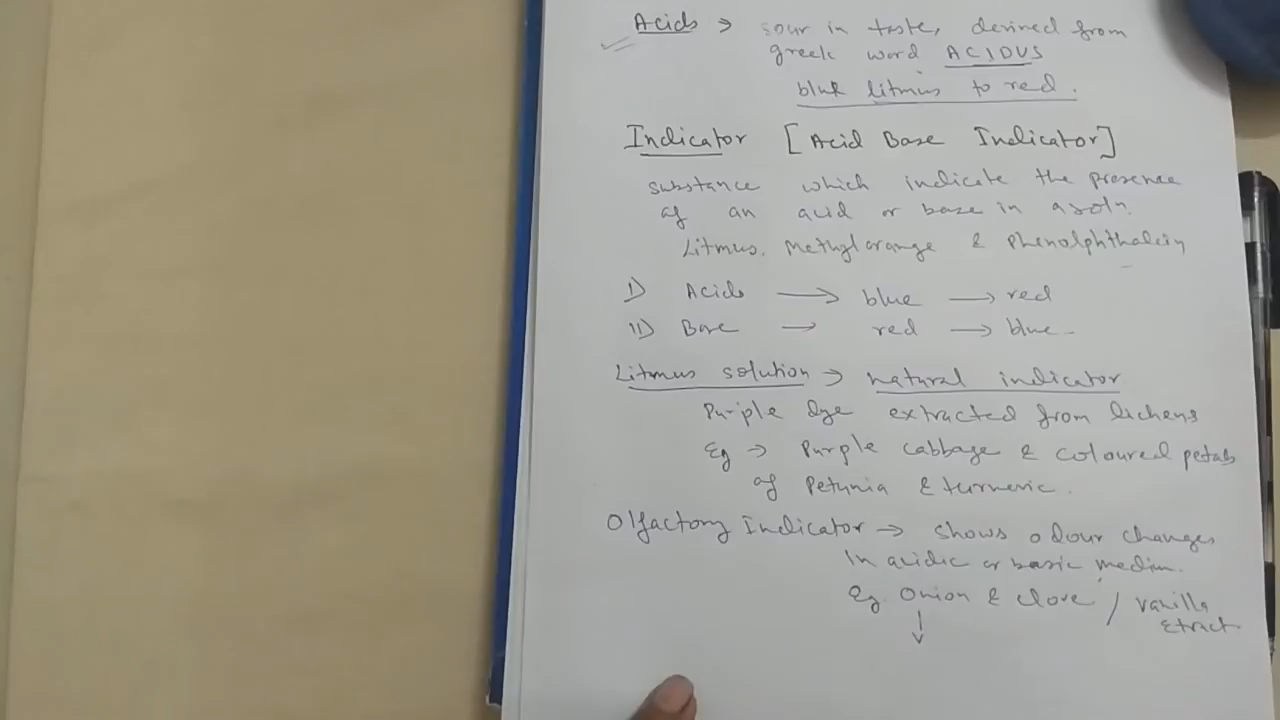 Acids → sour in taste, derived from
greek word ACIDUS
blue litmus to red.
Indicator [Acid Base Indicator]
substance which indicate the presence
of an acid or base in a soln.
Litmus, Methyl orange & Phenolphthalein
I) Acids → blue → red
II) Base → red → blue
Litmus solution → natural indicator
Purple dye extracted from lichens
Eg → Purple cabbage & coloured petals
of Petunia & turmeric.
Olfactory Indicator → shows odour changes
In acidic or basic medium.
Eg. Onion & clove / vanilla
Etract